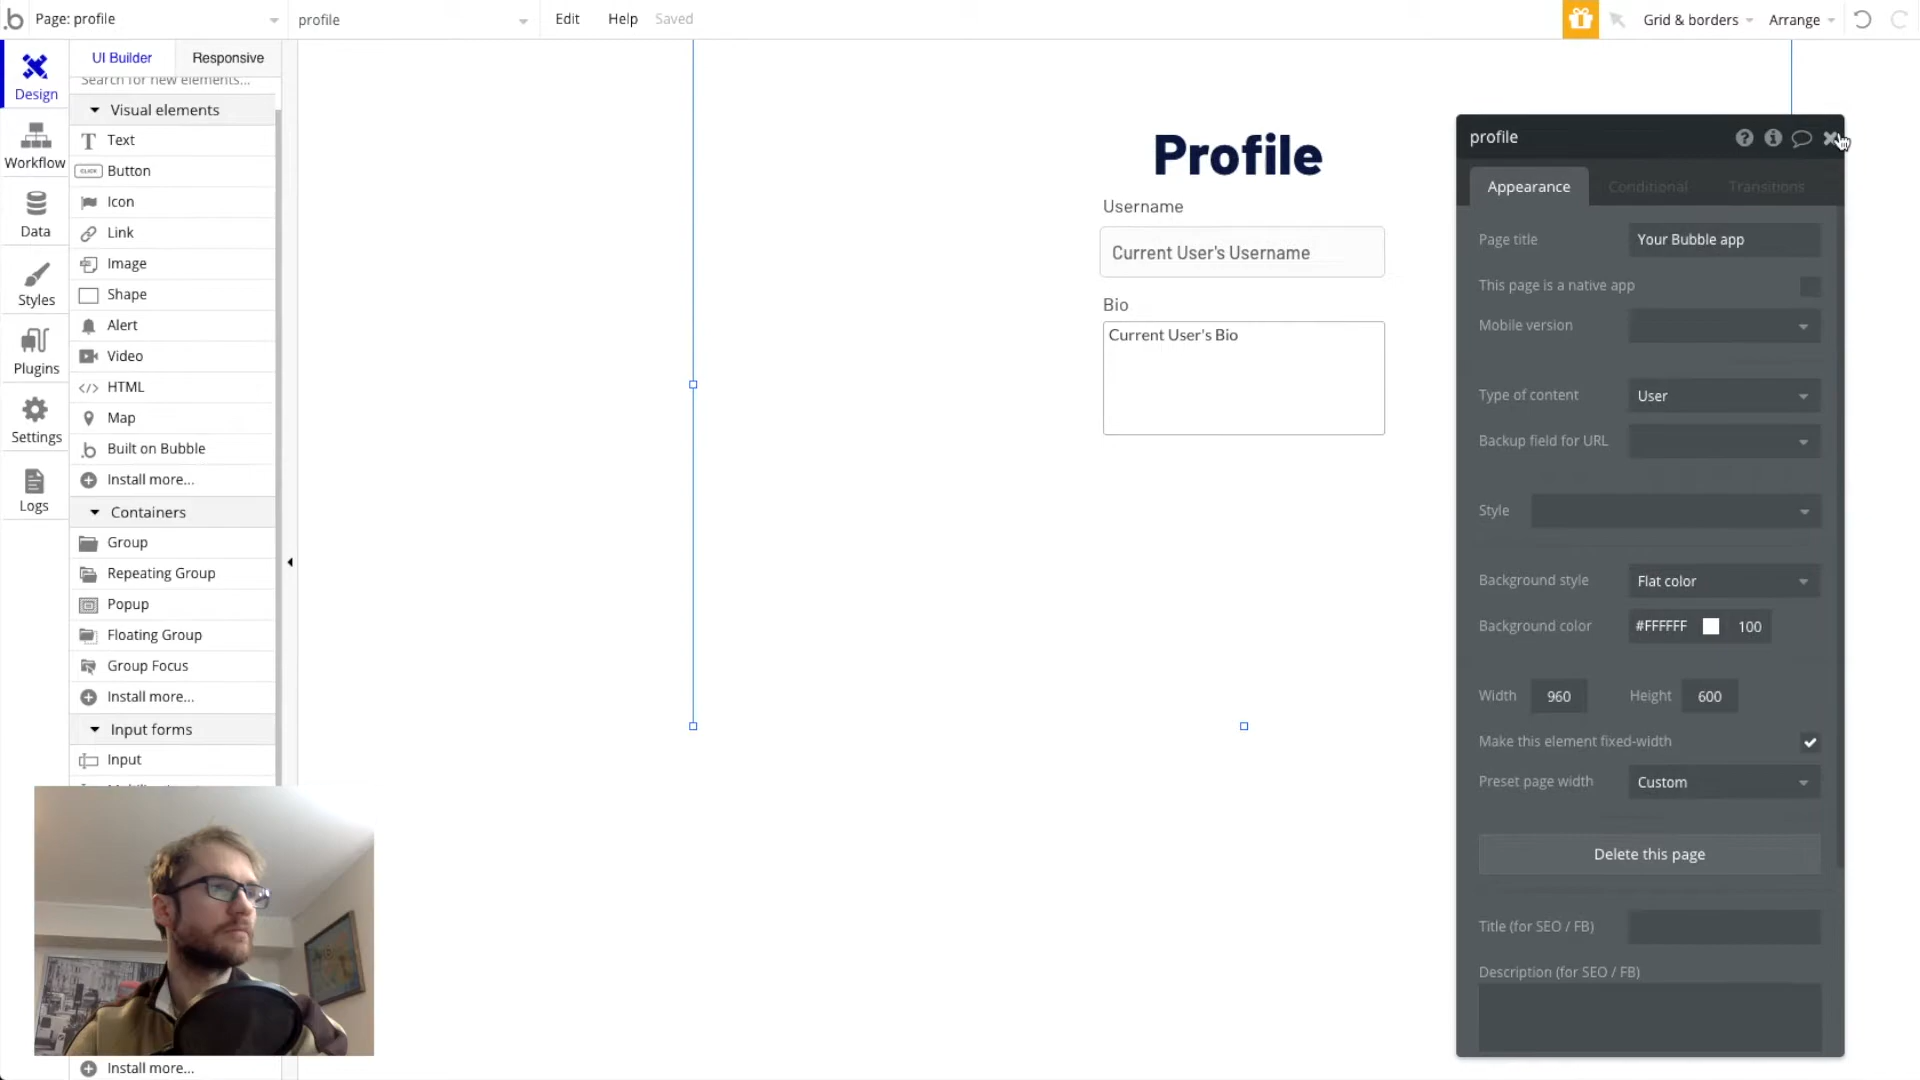 b Page: profile
profile
Edit
Help
Saved
Grid & borders
Arrange
Design
Workflow
Data
Styles
Plugins
Settings
Logs
UI Builder
Responsive
Search for new elements...
Visual elements
Text
CLICK Button
Icon
Link
Image
Shape
Alert
Video
</> HTML
Map
b Built on Bubble
Install more...
Containers
Group
Repeating Group
Popup
Floating Group
Group Focus
Install more...
Input forms
Input
Install more...
Profile
Username
Current User's Username
Bio
Current User's Bio
profile
Appearance
Conditional
Transitions
Page title Your Bubble app
This page is a native app
Mobile version
Type of content User
Backup field for URL
Style
Background style Flat color
Background color #FFFFFF 100
Width 960 Height 600
Make this element fixed-width
Preset page width Custom
Delete this page
Title (for SEO / FB)
Description (for SEO / FB)